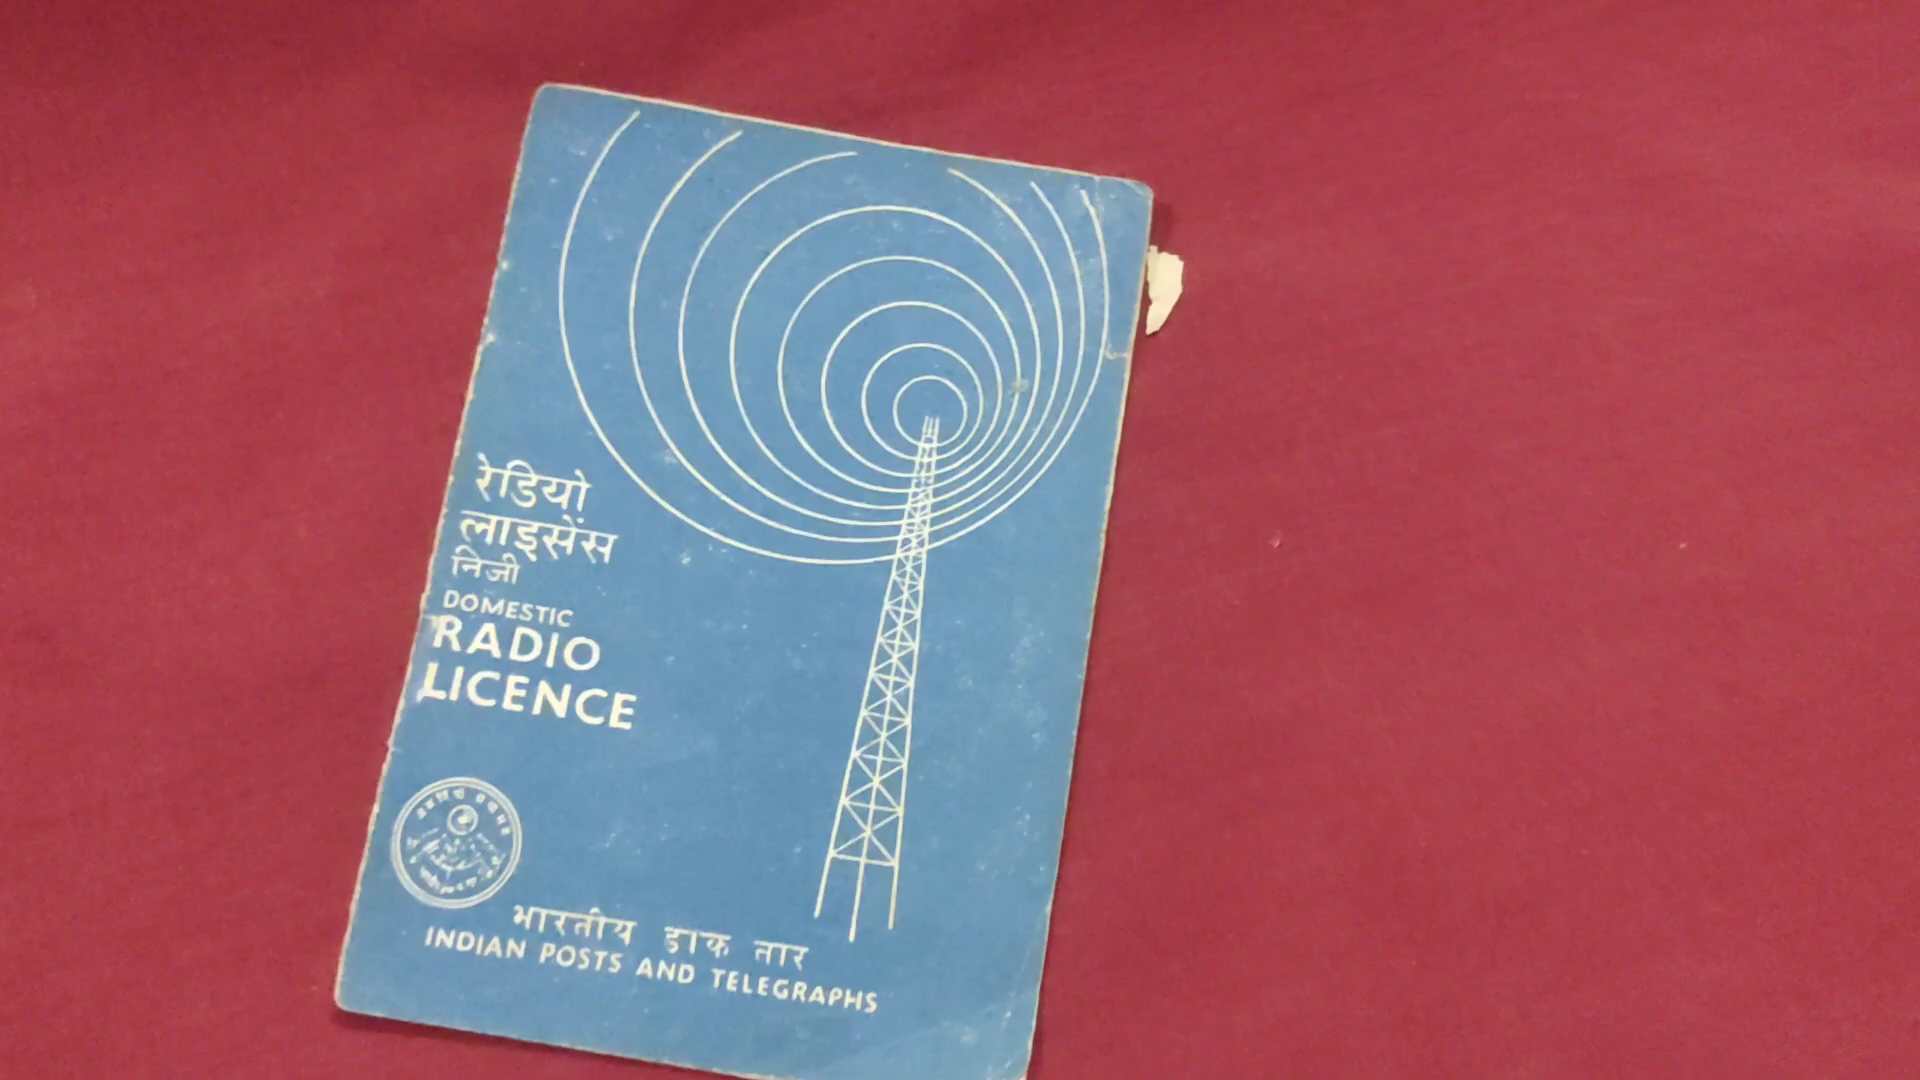 रेडियो
लाइसेंस
निजी
DOMESTIC
RADIO
LICENCE
भारतीय डाक तार
INDIAN POSTS AND TELEGRAPHS